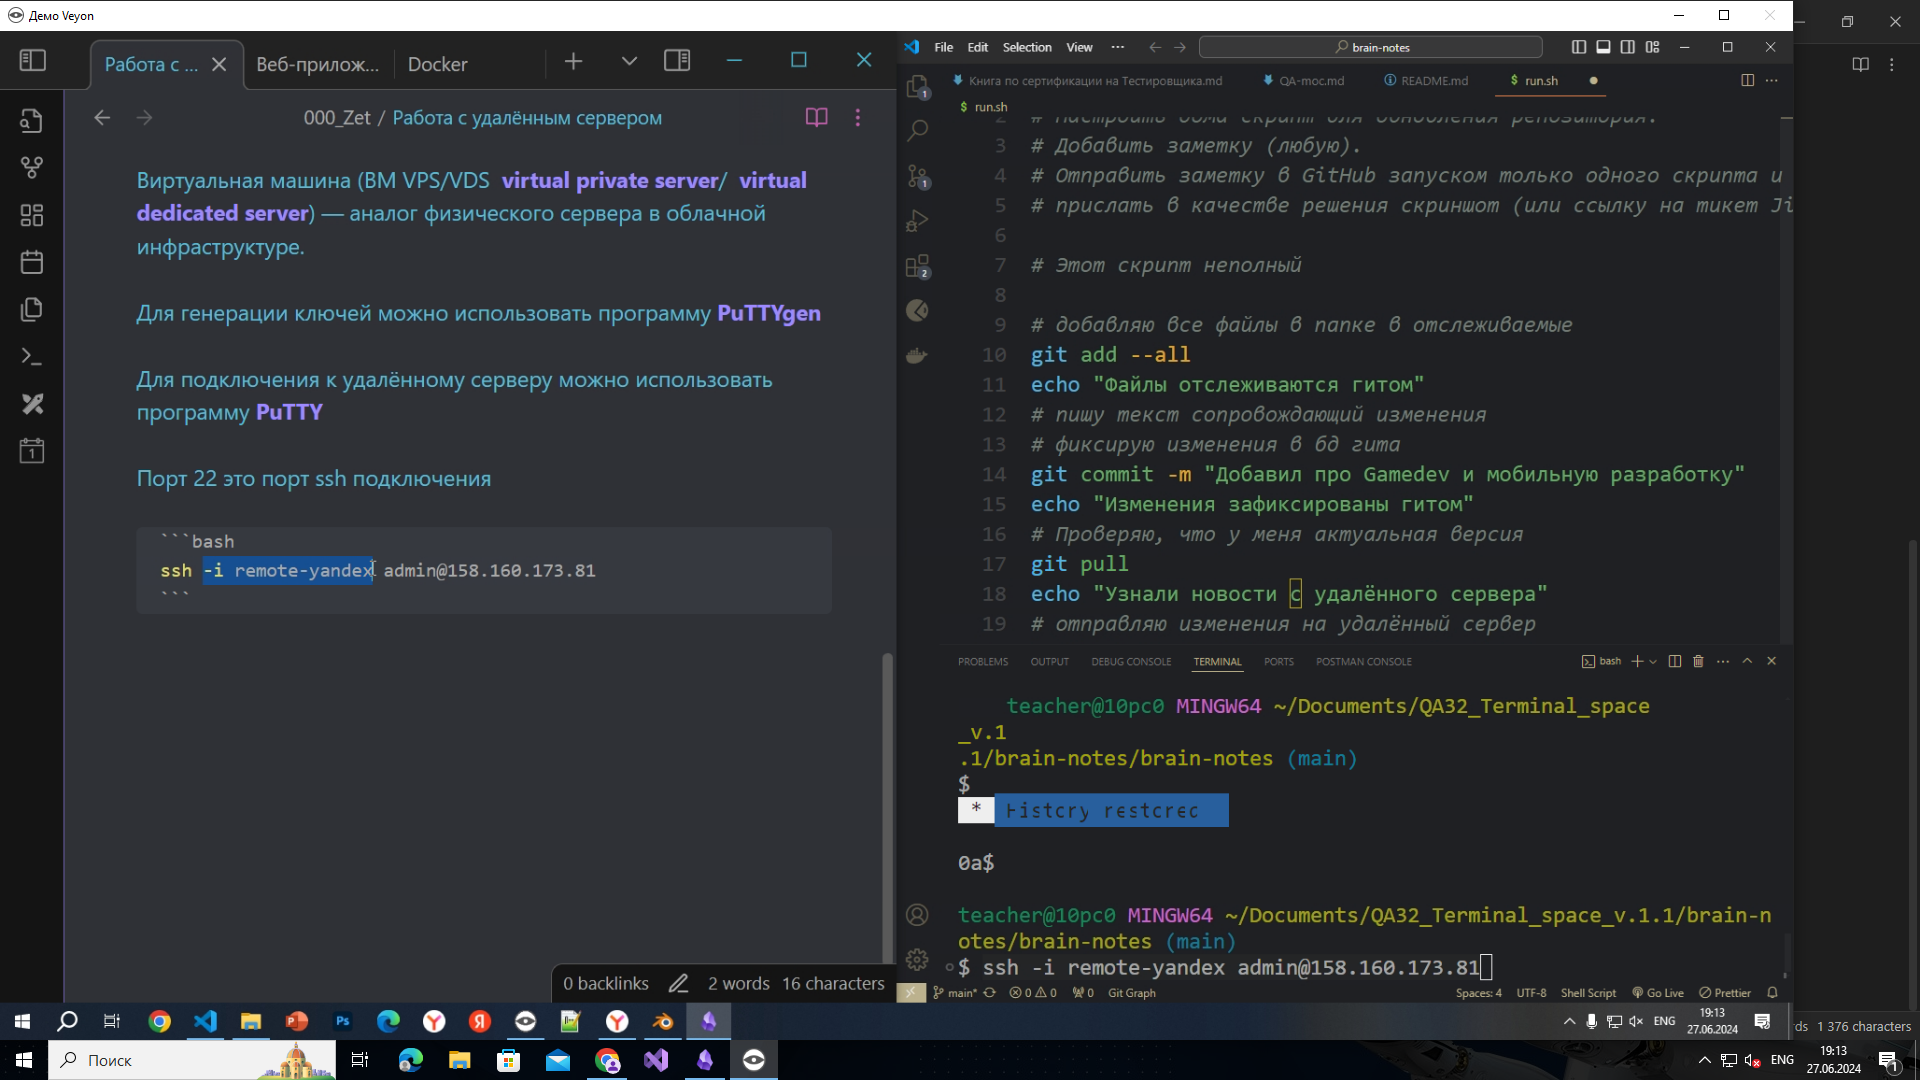 Демо Veyon
Работа с ...
Веб-прилож...
Docker
000_Zet / Работа с удалённым сервером
Виртуальная машина (ВМ VPS/VDS virtual private server/ virtual
dedicated server) — аналог физического сервера в облачной
инфраструктуре.
Для генерации ключей можно использовать программу PuTTYgen
Для подключения к удалённому серверу можно использовать
программу PuTTY
Порт 22 это порт ssh подключения
```bash
ssh -i remote-yandex admin@158.160.173.81
```
0 backlinks 2 words 16 characters
File Edit Selection View ··· brain-notes
Книга по сертификации на Тестировщика.md QA-moc.md README.md $ run.sh
$ run.sh
2 # Настроить дома скрипт для обновления репозитория.
3 # Добавить заметку (любую).
4 # Отправить заметку в GitHub запуском только одного скрипта и
5 # прислать в качестве решения скриншот (или ссылку на тикет Ji
6
7 # Этот скрипт неполный
8
9 # добавляю все файлы в папке в отслеживаемые
10 git add --all
11 echo "Файлы отслеживаются гитом"
12 # пишу текст сопровождающий изменения
13 # фиксирую изменения в бд гита
14 git commit -m "Добавил про Gamedev и мобильную разработку"
15 echo "Изменения зафиксированы гитом"
16 # Проверяю, что у меня актуальная версия
17 git pull
18 echo "Узнали новости с удалённого сервера"
19 # отправляю изменения на удалённый сервер
PROBLEMS OUTPUT DEBUG CONSOLE TERMINAL PORTS POSTMAN CONSOLE bash
teacher@10pc0 MINGW64 ~/Documents/QA32_Terminal_space
_v.1
.1/brain-notes/brain-notes (main)
$
* History restored
0a$
teacher@10pc0 MINGW64 ~/Documents/QA32_Terminal_space_v.1.1/brain-n
otes/brain-notes (main)
$ ssh -i remote-yandex admin@158.160.173.81
main* 0 0 0 Git Graph Spaces: 4 UTF-8 Shell Script Go Live Prettier
ENG 19:13
27.06.2024
ds 1 376 characters
Поиск
ENG 19:13
27.06.2024
1